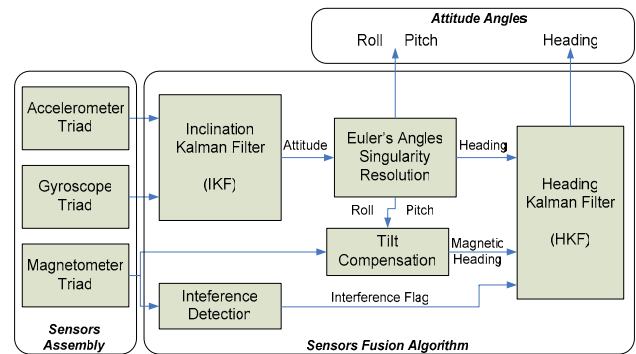 Attitude Angles
Roll Pitch
Heading
Accelerometer
Triad
Gyroscope
Triad
Magnetometer
Triad
Sensors
Assembly
Inclination
Kalman Filter
(IKF)
Attitude
Euler's Angles
Singularity
Resolution
Heading
Roll Pitch
Tilt
Compensation
Magnetic
Heading
Inteference
Detection
Interference Flag
Heading
Kalman Filter
(HKF)
Sensors Fusion Algorithm